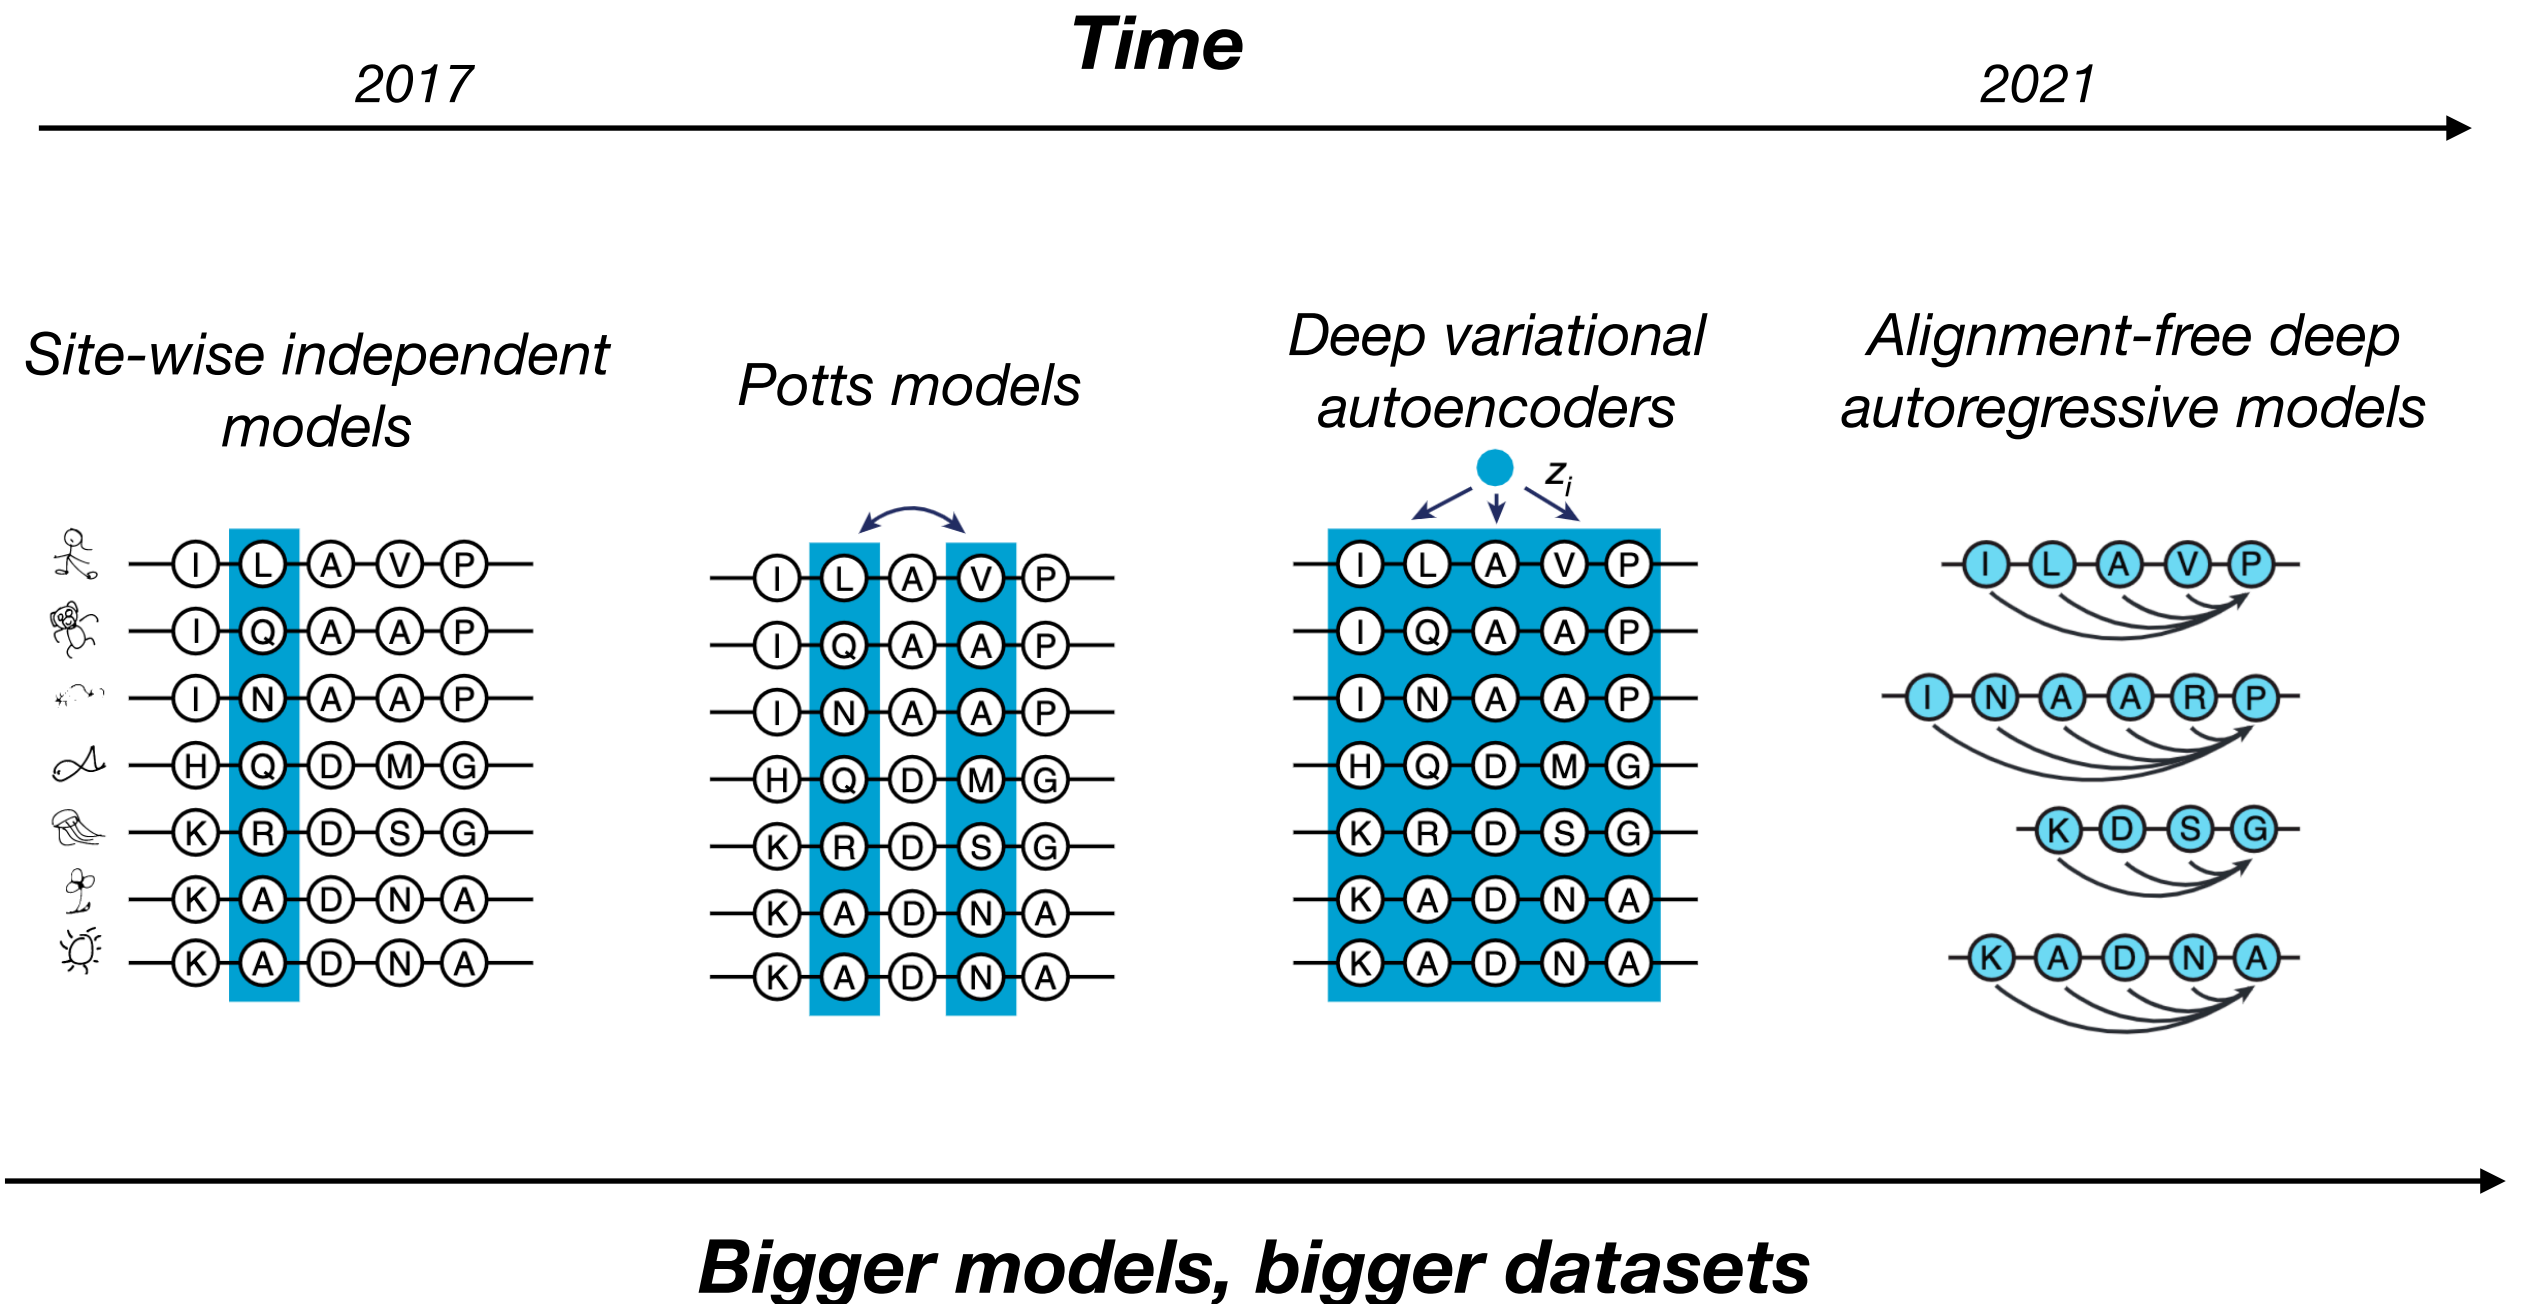 Time
2017
2021
Site-wise independent
models
Potts models
Deep variational
autoencoders
Alignment-free deep
autoregressive models
I L A V P
I Q A A P
I N A A P
H Q D M G
K R D S G
K A D N A
K A D N A
I L A V P
I Q A A P
I N A A P
H Q D M G
K R D S G
K A D N A
K A D N A
zi
I L A V P
I Q A A P
I N A A P
H Q D M G
K R D S G
K A D N A
K A D N A
I L A V P
I N A A R P
K D S G
K A D N A
Bigger models, bigger datasets